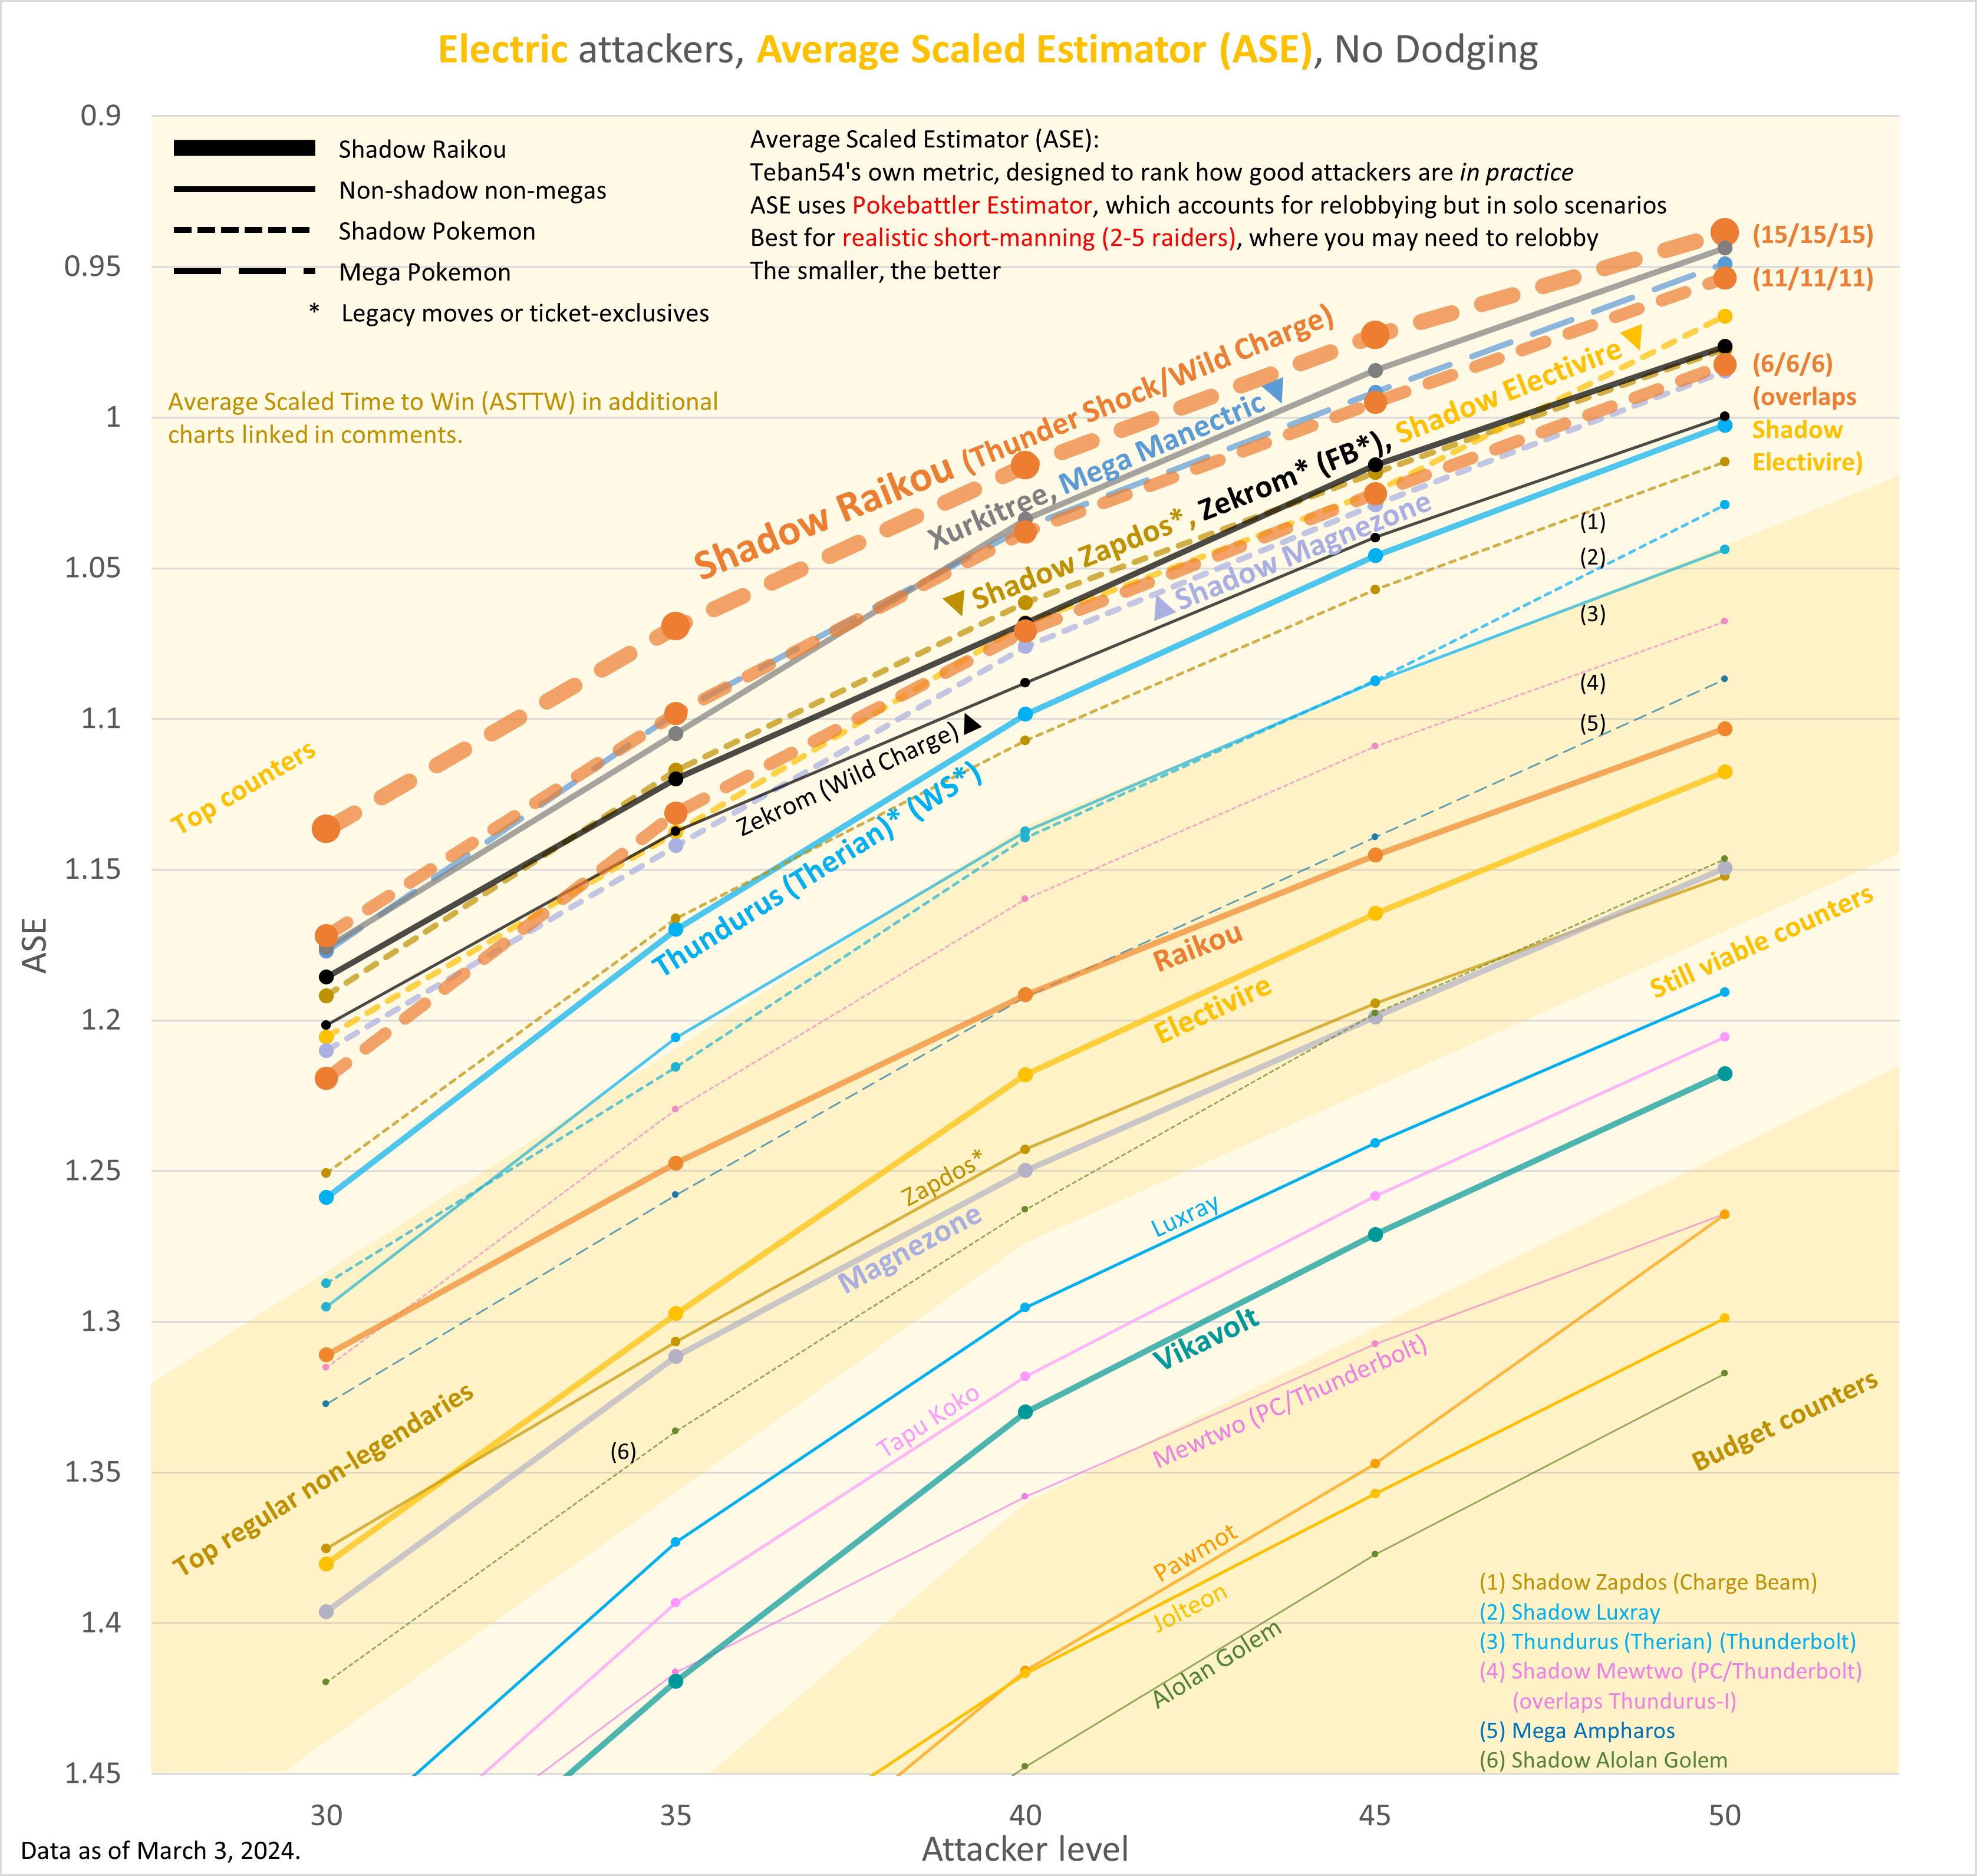 Electric attackers, Average Scaled Estimator (ASE), No Dodging
0.9
0.95
1
1.05
1.1
1.15
1.2
1.25
1.3
1.35
1.4
1.45
ASE
Shadow Raikou
Non-shadow non-megas
Shadow Pokemon
Mega Pokemon
* Legacy moves or ticket-exclusives
Average Scaled Estimator (ASE):
Teban54's own metric, designed to rank how good attackers are in practice
ASE uses Pokebattler Estimator, which accounts for relobbying but in solo scenarios
Best for realistic short-manning (2-5 raiders), where you may need to relobby
The smaller, the better
Average Scaled Time to Win (ASTTW) in additional
charts linked in comments.
(15/15/15)
(11/11/11)
(6/6/6)
(overlaps
Shadow
Electivire)
Shadow Raikou (Thunder Shock/Wild Charge)
Xurkitree, Mega Manectric▼
▼Shadow Zapdos*, Zekrom* (FB*), Shadow Electivire▼
▲Shadow Magnezone
Zekrom (Wild Charge)▲
Thundurus (Therian)* (WS*)
Top counters
(1)
(2)
(3)
(4)
(5)
Raikou
Electivire
Zapdos*
Magnezone
Still viable counters
Luxray
Tapu Koko
Vikavolt
Mewtwo (PC/Thunderbolt)
Top regular non-legendaries
(6)
Budget counters
Pawmot
Jolteon
Alolan Golem
(1) Shadow Zapdos (Charge Beam)
(2) Shadow Luxray
(3) Thundurus (Therian) (Thunderbolt)
(4) Shadow Mewtwo (PC/Thunderbolt)
(overlaps Thundurus-I)
(5) Mega Ampharos
(6) Shadow Alolan Golem
30 35 40 45 50
Attacker level
Data as of March 3, 2024.